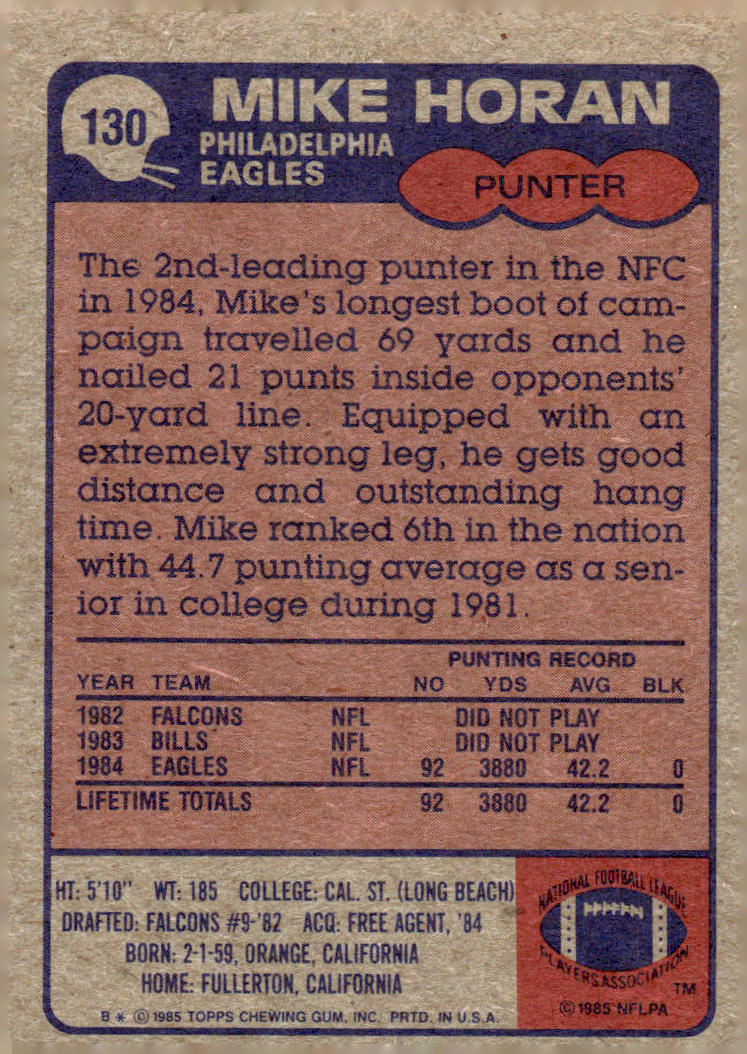 130
MIKE HORAN
PHILADELPHIA
EAGLES
PUNTER
The 2nd-leading punter in the NFC
in 1984, Mike's longest boot of cam-
paign travelled 69 yards and he
nailed 21 punts inside opponents'
20-yard line. Equipped with an
extremely strong leg, he gets good
distance and outstanding hang
time. Mike ranked 6th in the nation
with 44.7 punting average as a sen-
ior in college during 1981.
PUNTING RECORD
YEAR TEAM NO YDS AVG BLK
1982 FALCONS NFL DID NOT PLAY
1983 BILLS NFL DID NOT PLAY
1984 EAGLES NFL 92 3880 42.2 0
LIFETIME TOTALS 92 3880 42.2 0
HT: 5'10" WT: 185 COLLEGE: CAL. ST. (LONG BEACH)
DRAFTED: FALCONS #9-'82 ACQ: FREE AGENT, '84
BORN: 2-1-59, ORANGE, CALIFORNIA
HOME: FULLERTON, CALIFORNIA
B * © 1985 TOPPS CHEWING GUM, INC. PRTD. IN U.S.A.
NATIONAL FOOTBALL LEAGUE
PLAYERS ASSOCIATION
TM
© 1985 NFLPA